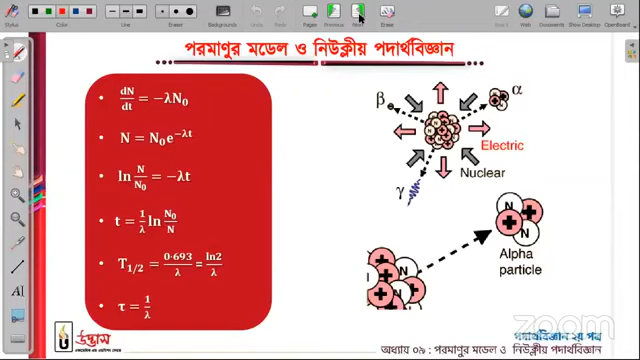 Stylus
Color
Line
Eraser
Backgrounds
Undo
Redo
Pages
Previous
Next
Erase
Board
Web
Documents
Show Desktop
OpenBoard
পরমাণুর মডেল ও নিউক্লীয় পদার্থবিজ্ঞান
• dN/dt = −λN₀
• N = N₀e^−λt
• ln N/N₀ = −λt
• t = 1/λ ln N₀/N
• T₁/₂ = 0·693/λ = ln2/λ
• τ = 1/λ
β
α
Electric
Nuclear
γ
N
N
Alpha
particle
N
zoom
উদ্ভাস
পদার্থবিজ্ঞান ২য় পত্র
অধ্যায় ০৯ : পরমাণুর মডেল ও নিউক্লীয় পদার্থবিজ্ঞান